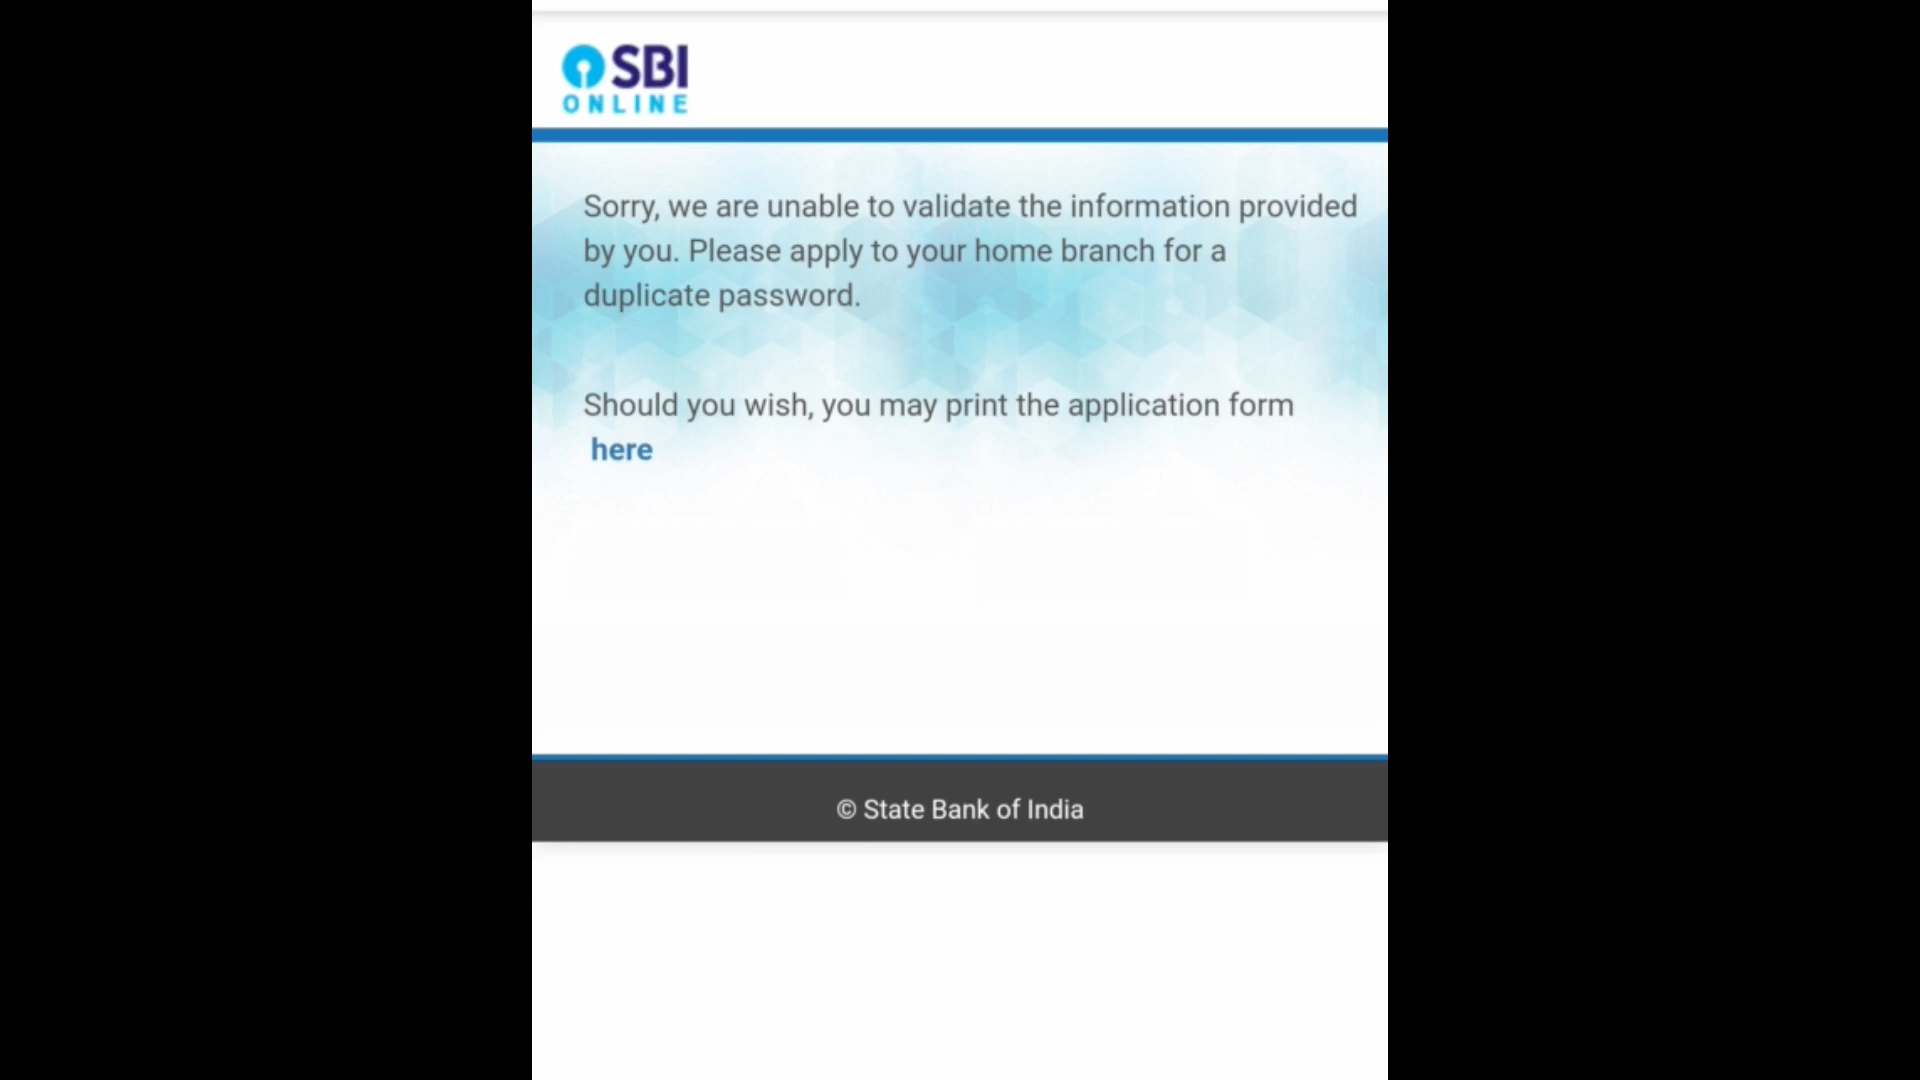 SBI
ONLINE
Sorry, we are unable to validate the information provided
by you. Please apply to your home branch for a
duplicate password.
Should you wish, you may print the application form
here
© State Bank of India